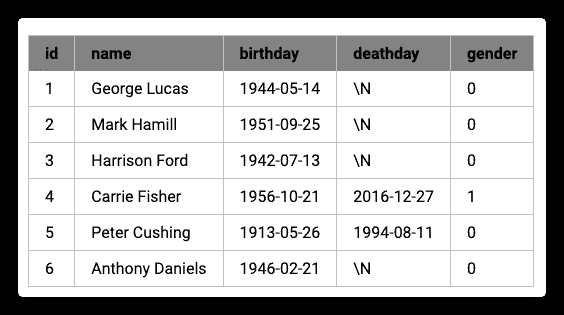 id name birthday deathday gender
1 George Lucas 1944-05-14 \N 0
2 Mark Hamill 1951-09-25 \N 0
3 Harrison Ford 1942-07-13 \N 0
4 Carrie Fisher 1956-10-21 2016-12-27 1
5 Peter Cushing 1913-05-26 1994-08-11 0
6 Anthony Daniels 1946-02-21 \N 0